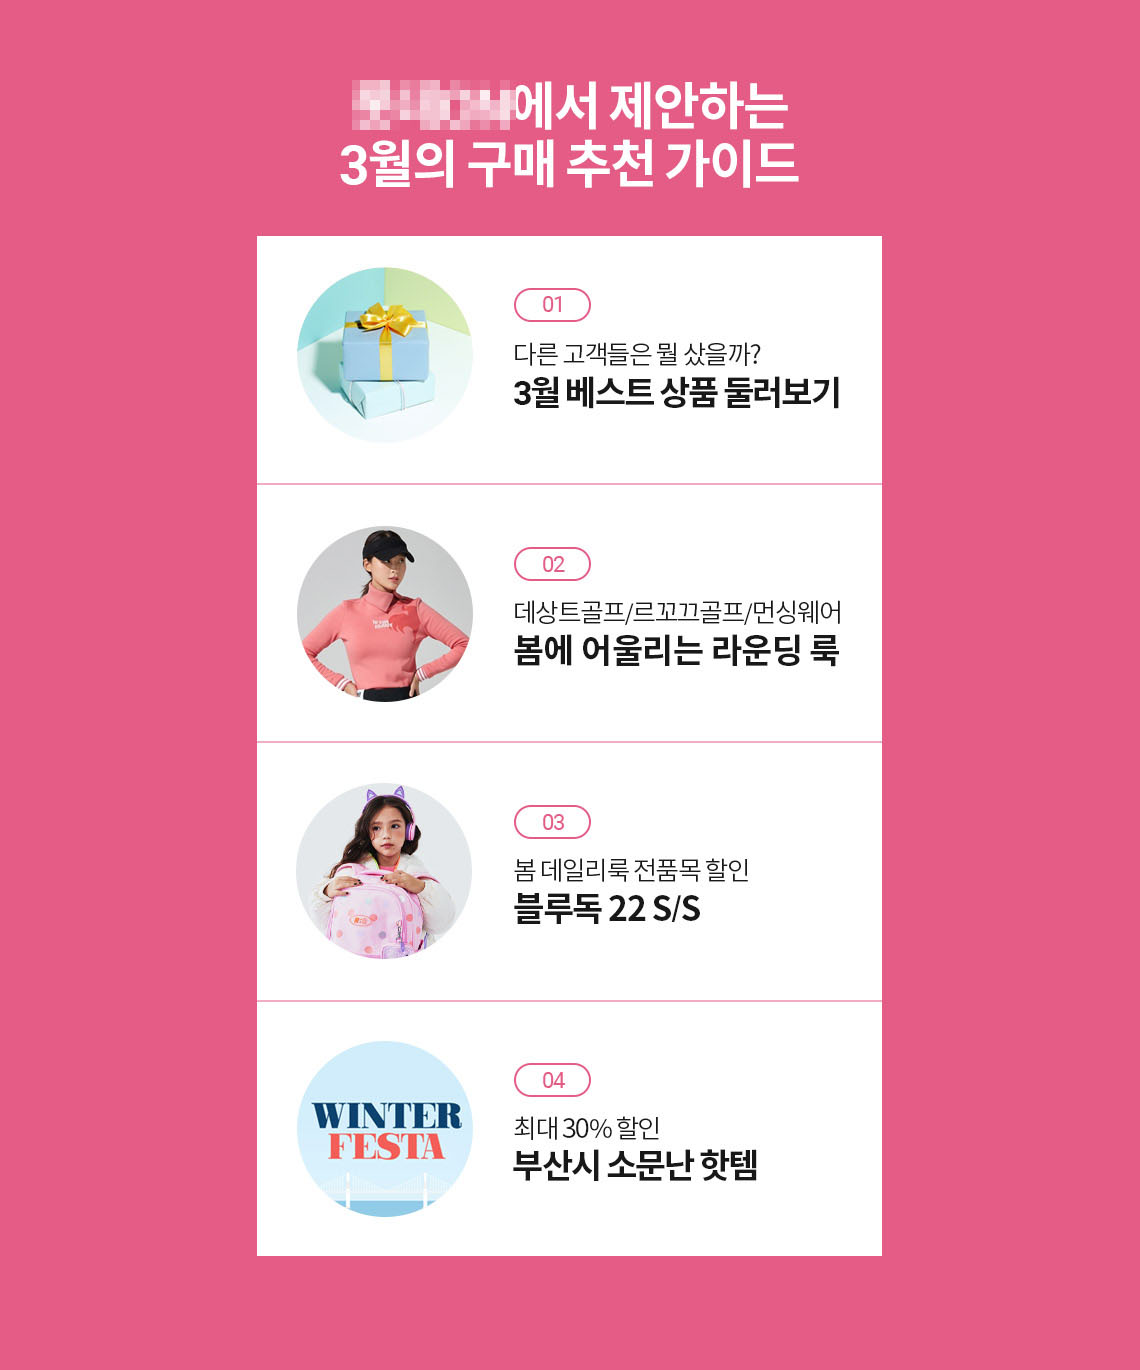 에서 제안하는
3월의 구매 추천 가이드
01
다른 고객들은 뭘 샀을까?
3월 베스트 상품 둘러보기
02
데상트골프/르꼬끄골프/먼싱웨어
봄에 어울리는 라운딩 룩
03
봄 데일리룩 전품목 할인
블루독 22 S/S
04
최대 30% 할인
부산시 소문난 핫템
WINTER
FESTA